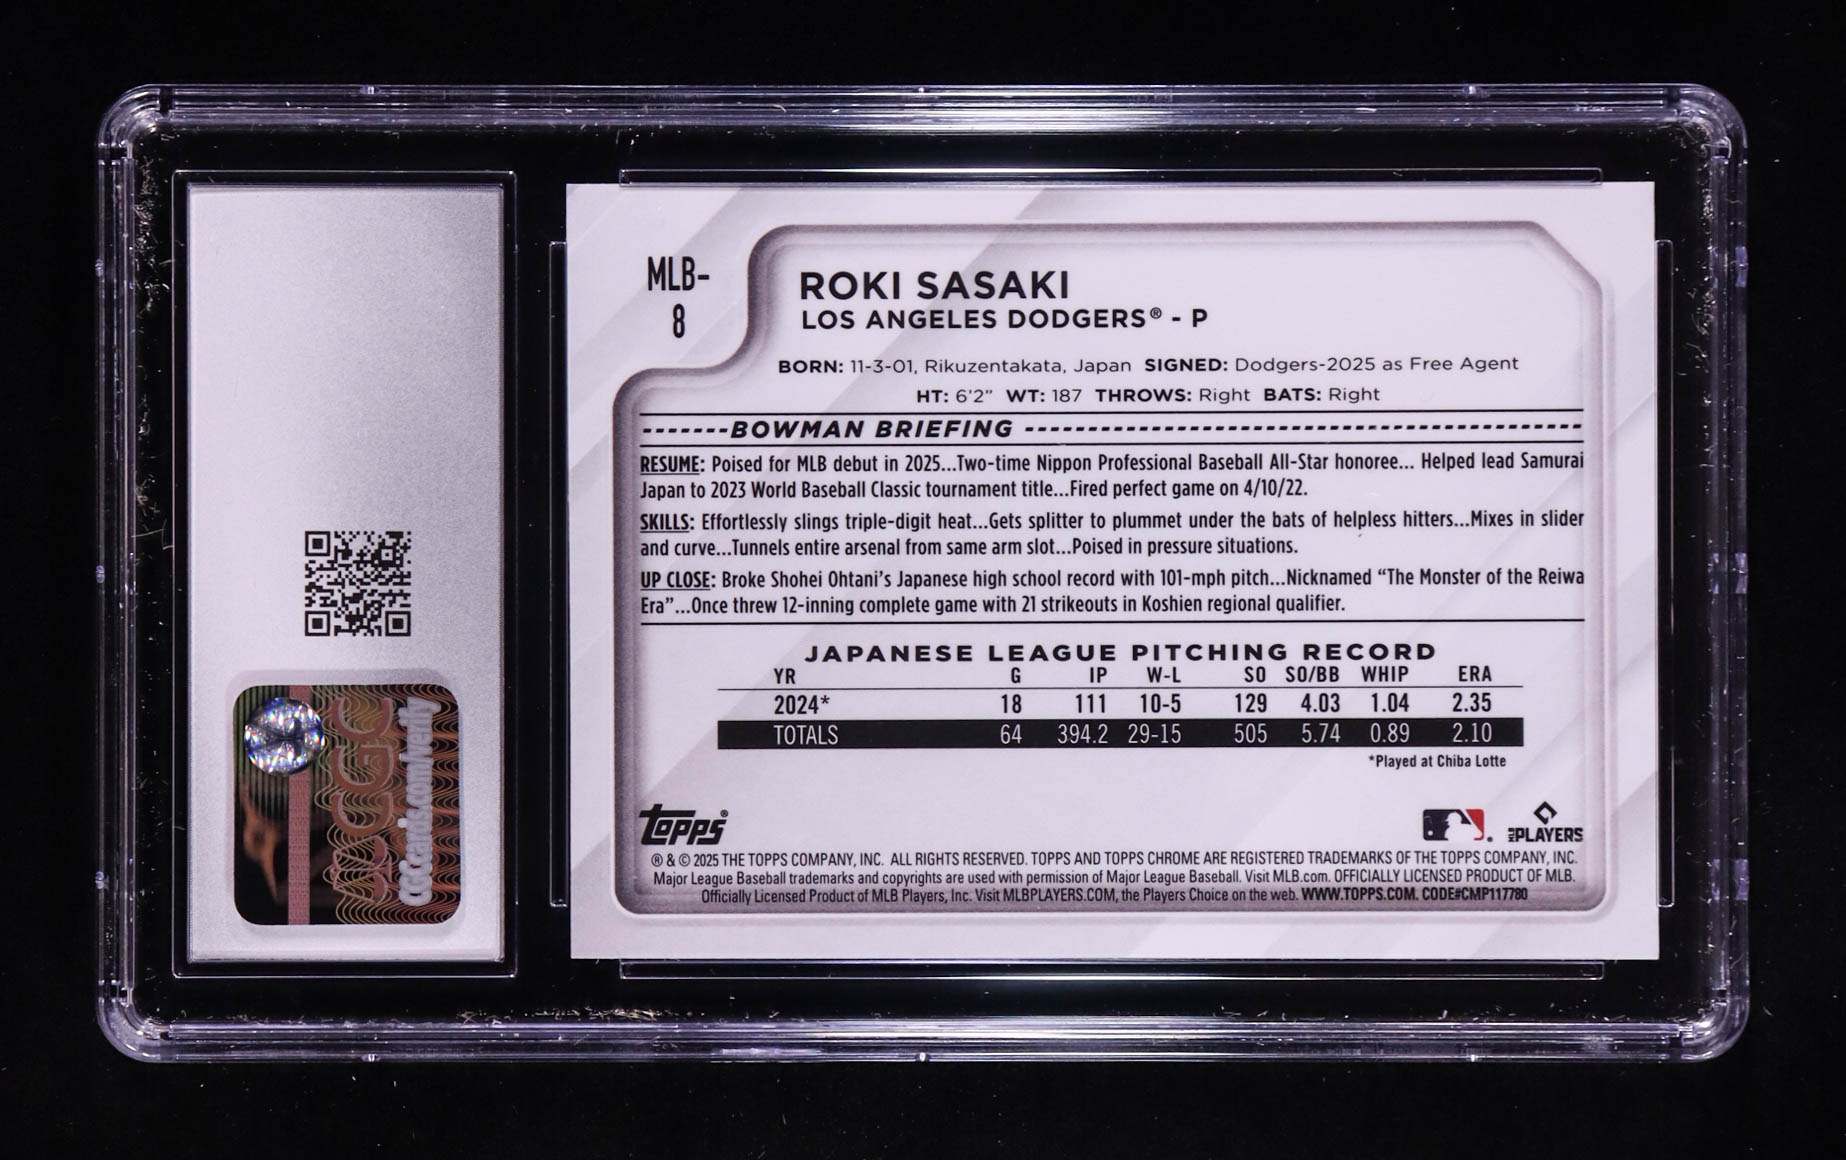 MLB-
8
ROKI SASAKI
LOS ANGELES DODGERS® - P
BORN: 11-3-01, Rikuzentakata, Japan SIGNED: Dodgers-2025 as Free Agent
HT: 6'2" WT: 187 THROWS: Right BATS: Right
BOWMAN BRIEFING
RESUME: Poised for MLB debut in 2025...Two-time Nippon Professional Baseball All-Star honoree... Helped lead Samurai
Japan to 2023 World Baseball Classic tournament title...Fired perfect game on 4/10/22.
SKILLS: Effortlessly slings triple-digit heat...Gets splitter to plummet under the bats of helpless hitters...Mixes in slider
and curve...Tunnels entire arsenal from same arm slot...Poised in pressure situations.
UP CLOSE: Broke Shohei Ohtani's Japanese high school record with 101-mph pitch...Nicknamed "The Monster of the Reiwa
Era"...Once threw 12-inning complete game with 21 strikeouts in Koshien regional qualifier.
JAPANESE LEAGUE PITCHING RECORD
YR G IP W-L SO SO/BB WHIP ERA
2024* 18 111 10-5 129 4.03 1.04 2.35
TOTALS 64 394.2 29-15 505 5.74 0.89 2.10
*Played at Chiba Lotte
Topps®
MLB PLAYERS
® & © 2025 THE TOPPS COMPANY, INC. ALL RIGHTS RESERVED. TOPPS AND TOPPS CHROME ARE REGISTERED TRADEMARKS OF THE TOPPS COMPANY, INC.
Major League Baseball trademarks and copyrights are used with permission of Major League Baseball. Visit MLB.com. OFFICIALLY LICENSED PRODUCT OF MLB.
Officially Licensed Product of MLB Players, Inc. Visit MLBPLAYERS.COM, the Players Choice on the web. WWW.TOPPS.COM. CODE#CMP117780
CGC
CGCcards.com/verify